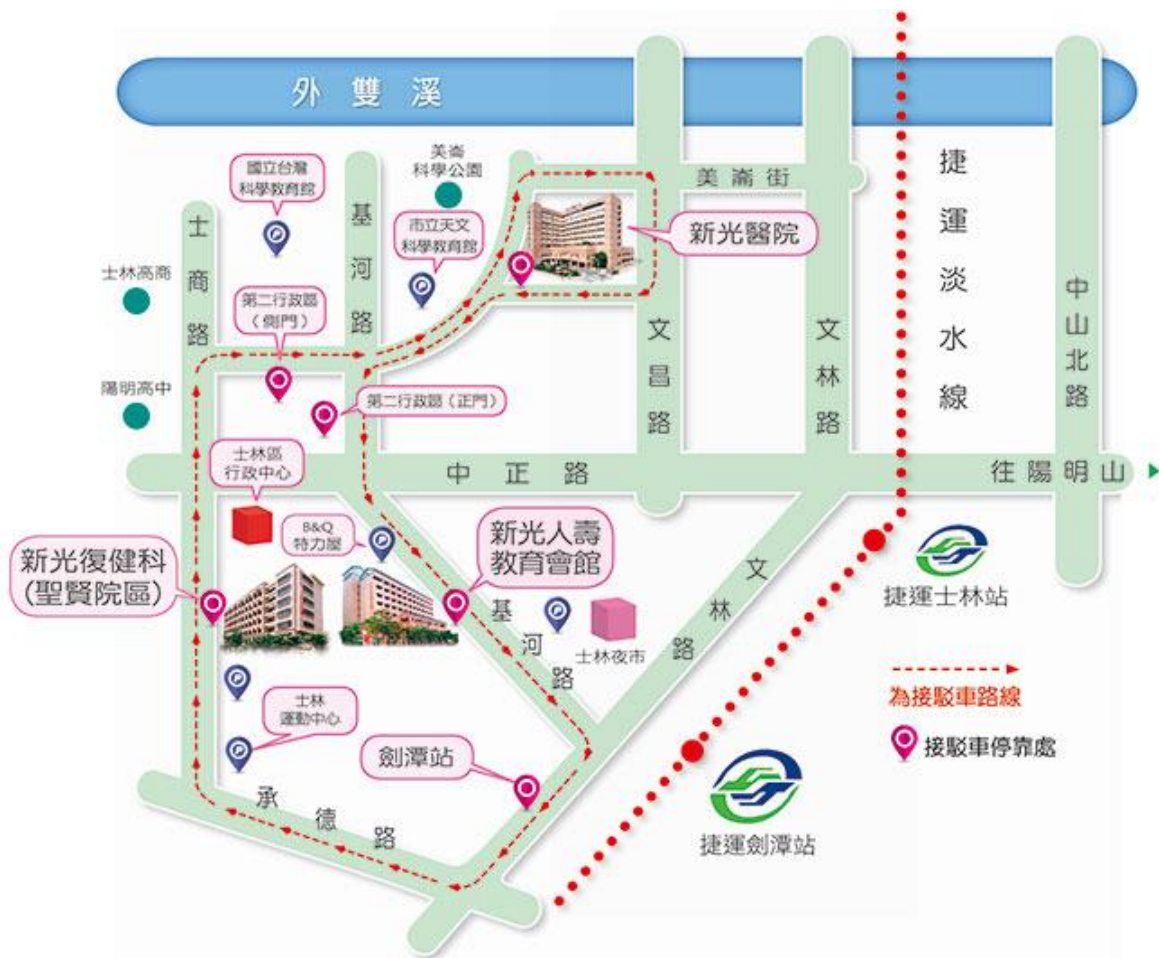 外雙溪
國立台灣
科學教育館
美崙
科學公園
基河路
市立天文
科學教育館
美崙街
新光醫院
捷運淡水線
士商路
士林高商
第二行政區
(側門)
文昌路
文林路
中山北路
陽明高中
第二行政區(正門)
士林區
行政中心
中正路
往陽明山
B&Q
特力屋
新光人壽
教育會館
新光復健科
(聖賢院區)
基河路
士林夜市
文林路
捷運士林站
士林
運動中心
劍潭站
為接駁車路線
接駁車停靠處
承德路
捷運劍潭站